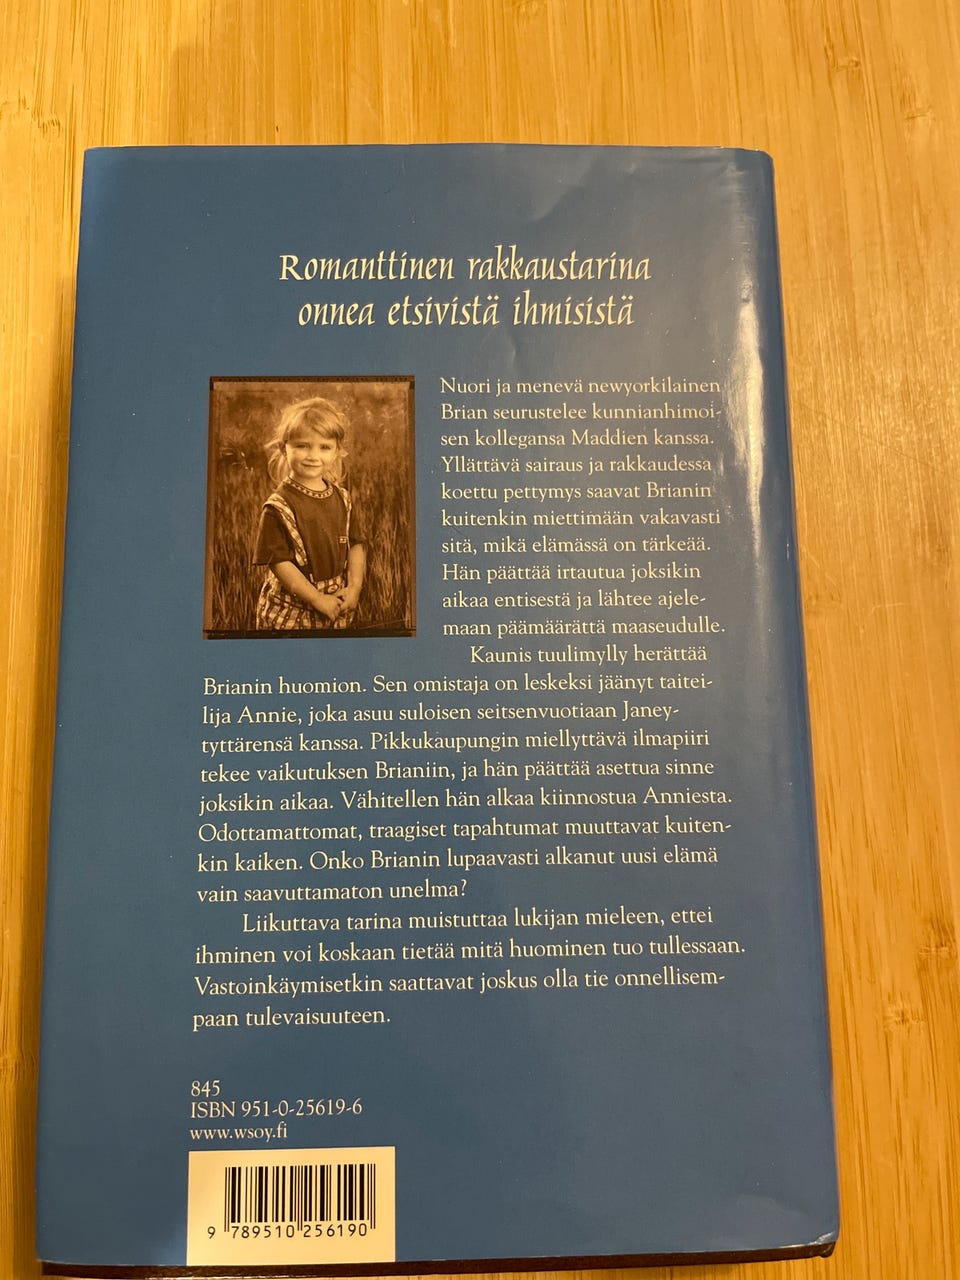 Romanttinen rakkaustarina
onnea etsivistä ihmisistä
Nuori ja menevä newyorkilainen
Brian seurustelee kunnianhimoi-
sen kollegansa Maddien kanssa.
Yllättävä sairaus ja rakkaudessa
koettu pettymys saavat Brianin
kuitenkin miettimään vakavasti
sitä, mikä elämässä on tärkeää.
Hän päättää irtautua joksikin
aikaa entisestä ja lähtee ajele-
maan päämäärättä maaseudulle.
Kaunis tuulimylly herättää
Brianin huomion. Sen omistaja on leskeksi jäänyt taitei-
lija Annie, joka asuu suloisen seitsenvuotiaan Janey-
tyttärensä kanssa. Pikkukaupungin miellyttävä ilmapiiri
tekee vaikutuksen Brianiin, ja hän päättää asettua sinne
joksikin aikaa. Vähitellen hän alkaa kiinnostua Anniesta.
Odottamattomat, traagiset tapahtumat muuttavat kuiten-
kin kaiken. Onko Brianin lupaavasti alkanut uusi elämä
vain saavuttamaton unelma?
Liikuttava tarina muistuttaa lukijan mieleen, ettei
ihminen voi koskaan tietää mitä huominen tuo tullessaan.
Vastoinkäymisetkin saattavat joskus olla tie onnellisem-
paan tulevaisuuteen.
845
ISBN 951-0-25619-6
www.wsoy.fi
9 789510 256190